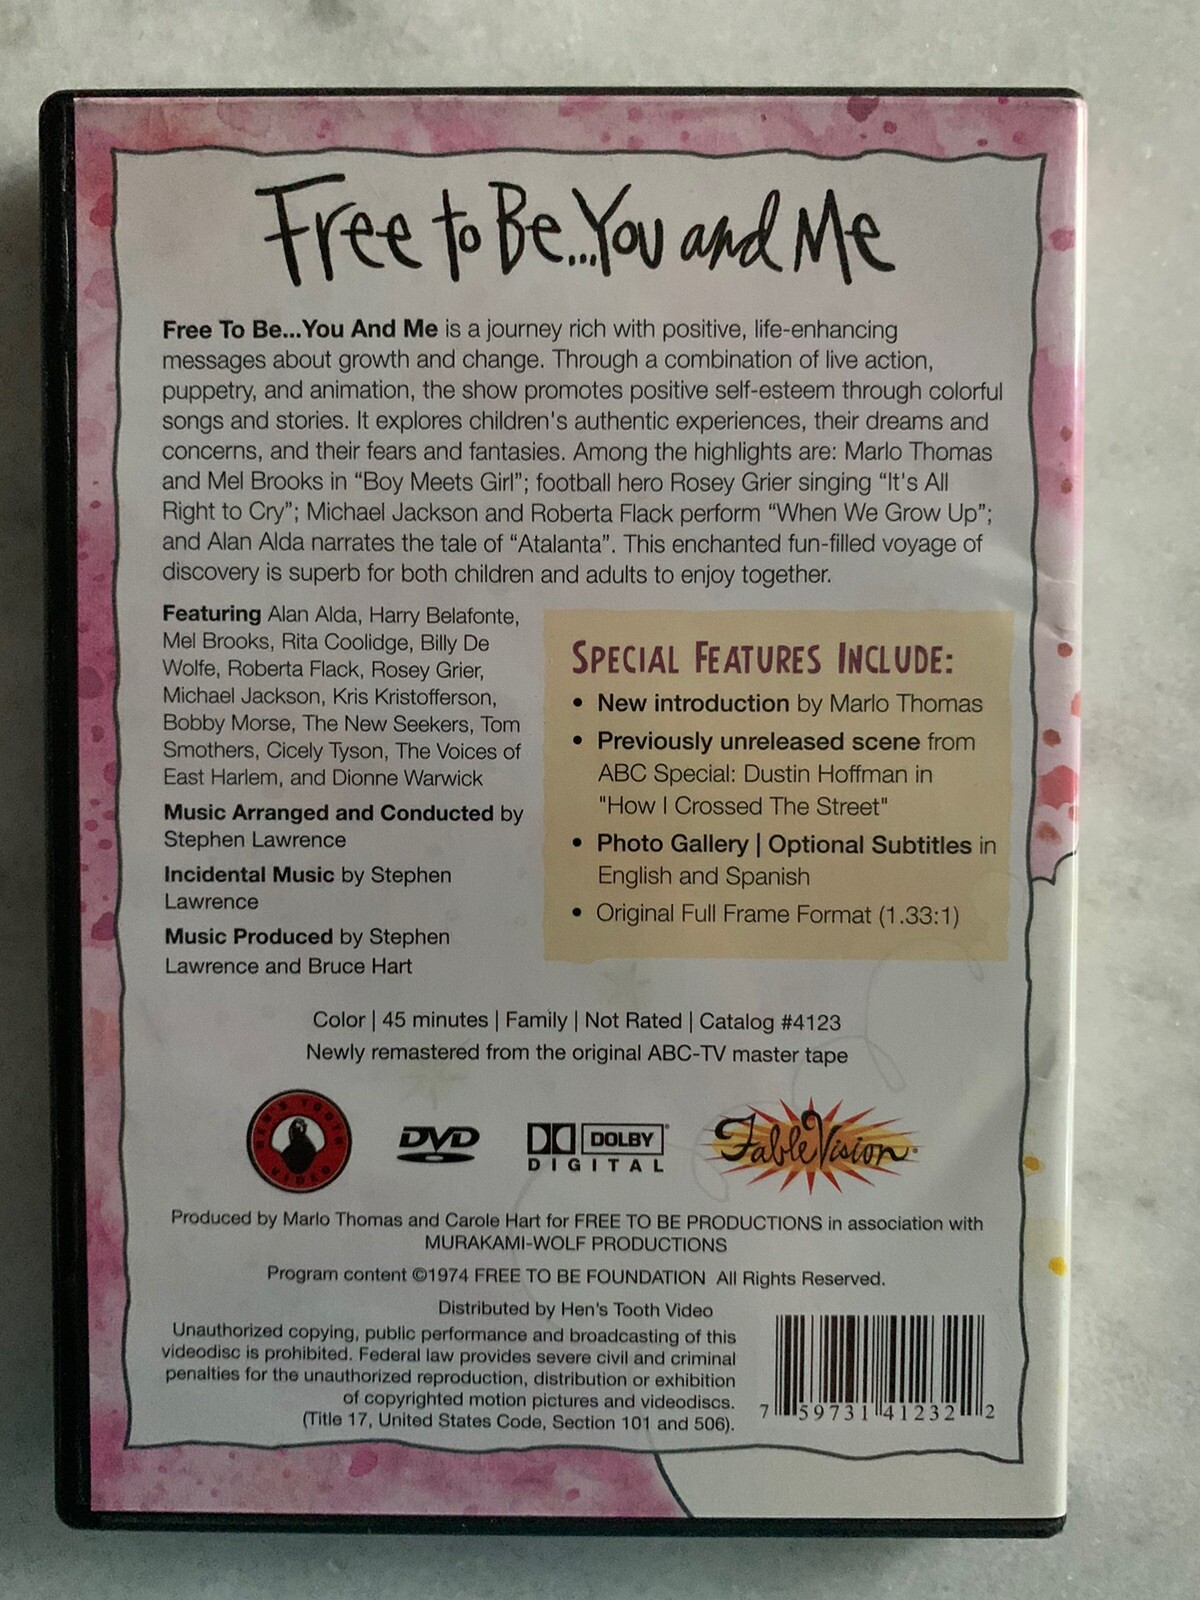 Free to Be...You and Me
Free To Be...You And Me is a journey rich with positive, life-enhancing
messages about growth and change. Through a combination of live action,
puppetry, and animation, the show promotes positive self-esteem through colorful
songs and stories. It explores children's authentic experiences, their dreams and
concerns, and their fears and fantasies. Among the highlights are: Marlo Thomas
and Mel Brooks in “Boy Meets Girl”; football hero Rosey Grier singing “It's All
Right to Cry”; Michael Jackson and Roberta Flack perform “When We Grow Up”;
and Alan Alda narrates the tale of “Atalanta”. This enchanted fun-filled voyage of
discovery is superb for both children and adults to enjoy together.
Featuring Alan Alda, Harry Belafonte,
Mel Brooks, Rita Coolidge, Billy De
Wolfe, Roberta Flack, Rosey Grier,
Michael Jackson, Kris Kristofferson,
Bobby Morse, The New Seekers, Tom
Smothers, Cicely Tyson, The Voices of
East Harlem, and Dionne Warwick
Music Arranged and Conducted by
Stephen Lawrence
Incidental Music by Stephen
Lawrence
Music Produced by Stephen
Lawrence and Bruce Hart
SPECIAL FEATURES INCLUDE:
• New introduction by Marlo Thomas
• Previously unreleased scene from
ABC Special: Dustin Hoffman in
"How I Crossed The Street"
• Photo Gallery | Optional Subtitles in
English and Spanish
• Original Full Frame Format (1.33:1)
Color | 45 minutes | Family | Not Rated | Catalog #4123
Newly remastered from the original ABC-TV master tape
HEN'S TOOTH
VIDEO
DVD
DOLBY
DIGITAL
FableVision
Produced by Marlo Thomas and Carole Hart for FREE TO BE PRODUCTIONS in association with
MURAKAMI-WOLF PRODUCTIONS
Program content ©1974 FREE TO BE FOUNDATION All Rights Reserved.
Distributed by Hen's Tooth Video
Unauthorized copying, public performance and broadcasting of this
videodisc is prohibited. Federal law provides severe civil and criminal
penalties for the unauthorized reproduction, distribution or exhibition
of copyrighted motion pictures and videodiscs.
(Title 17, United States Code, Section 101 and 506).
7 59731 41232 2